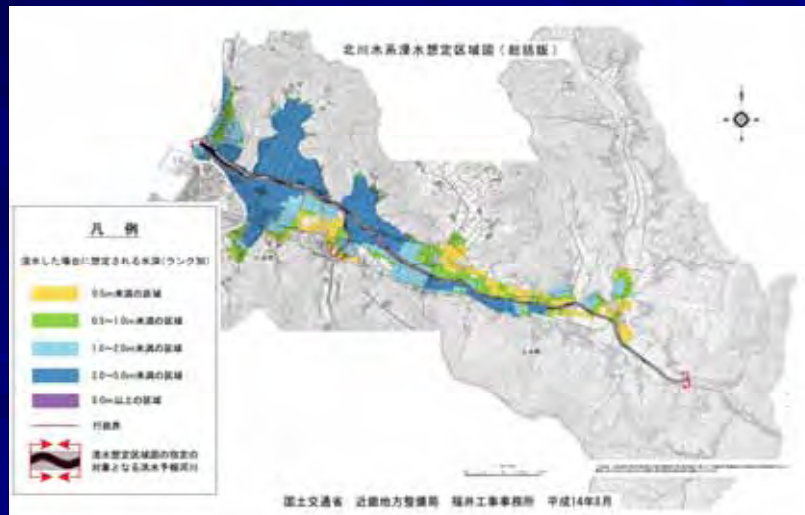 北川水系浸水想定区域図(総括版)
凡 例
浸水した場合に想定される水深(ランク別)
0.5m未満の区域
0.5~1.0m未満の区域
1.0~2.0m未満の区域
2.0~5.0m未満の区域
5.0m以上の区域
行政界
浸水想定区域図の指定の
対象となる洪水予報河川
国土交通省 近畿地方整備局 福井工事事務所 平成14年8月